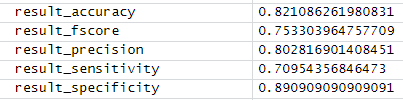 result_accuracy 0.821086261980831
result_fscore 0.753303964757709
result_precision 0.802816901408451
result_sensitivity 0.70954356846473
result_specificity 0.890909090909091